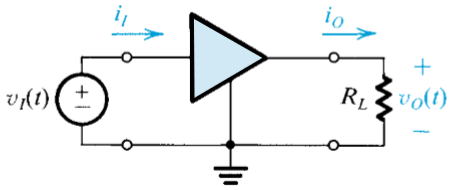 i_I
i_O
v_I(t)
+
−
R_L
+
v_O(t)
−